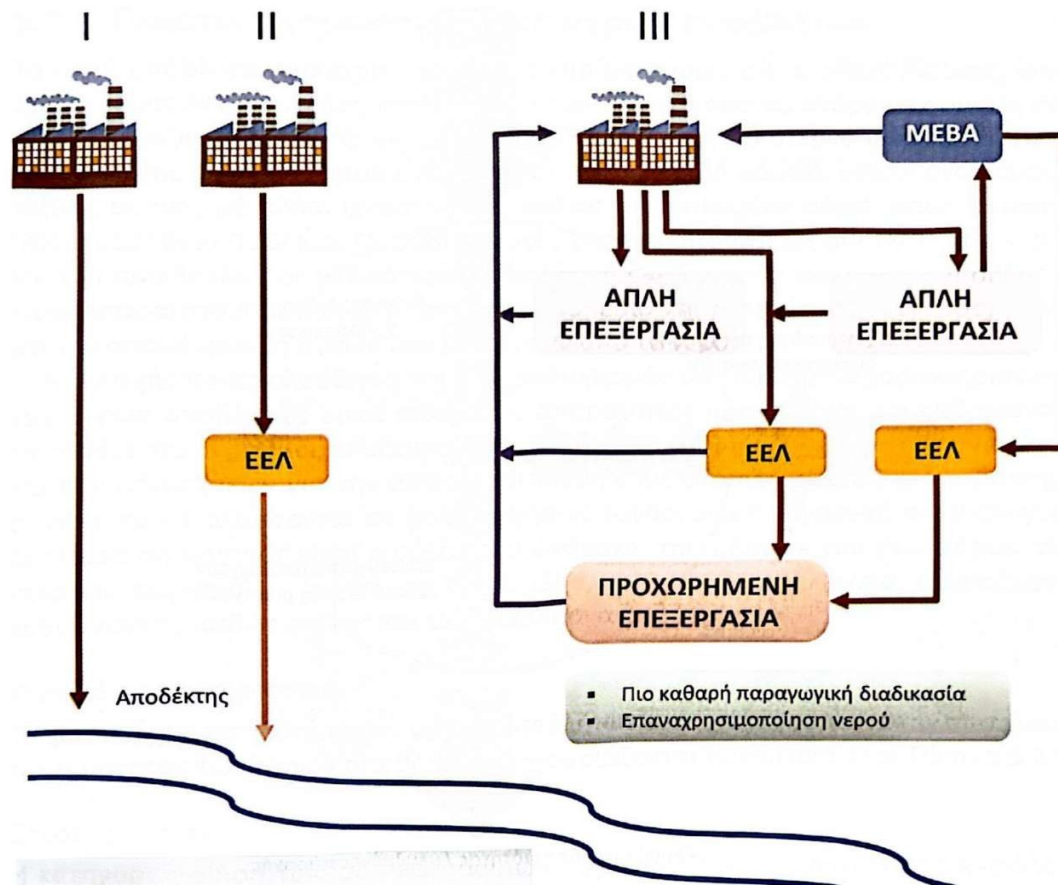 I II III
ΜΕΒΑ
ΑΠΛΗ
ΕΠΕΞΕΡΓΑΣΙΑ
ΑΠΛΗ
ΕΠΕΞΕΡΓΑΣΙΑ
ΕΕΛ
ΕΕΛ
ΕΕΛ
ΠΡΟΧΩΡΗΜΕΝΗ
ΕΠΕΞΕΡΓΑΣΙΑ
Αποδέκτης
▪ Πιο καθαρή παραγωγική διαδικασία
▪ Επαναχρησιμοποίηση νερού